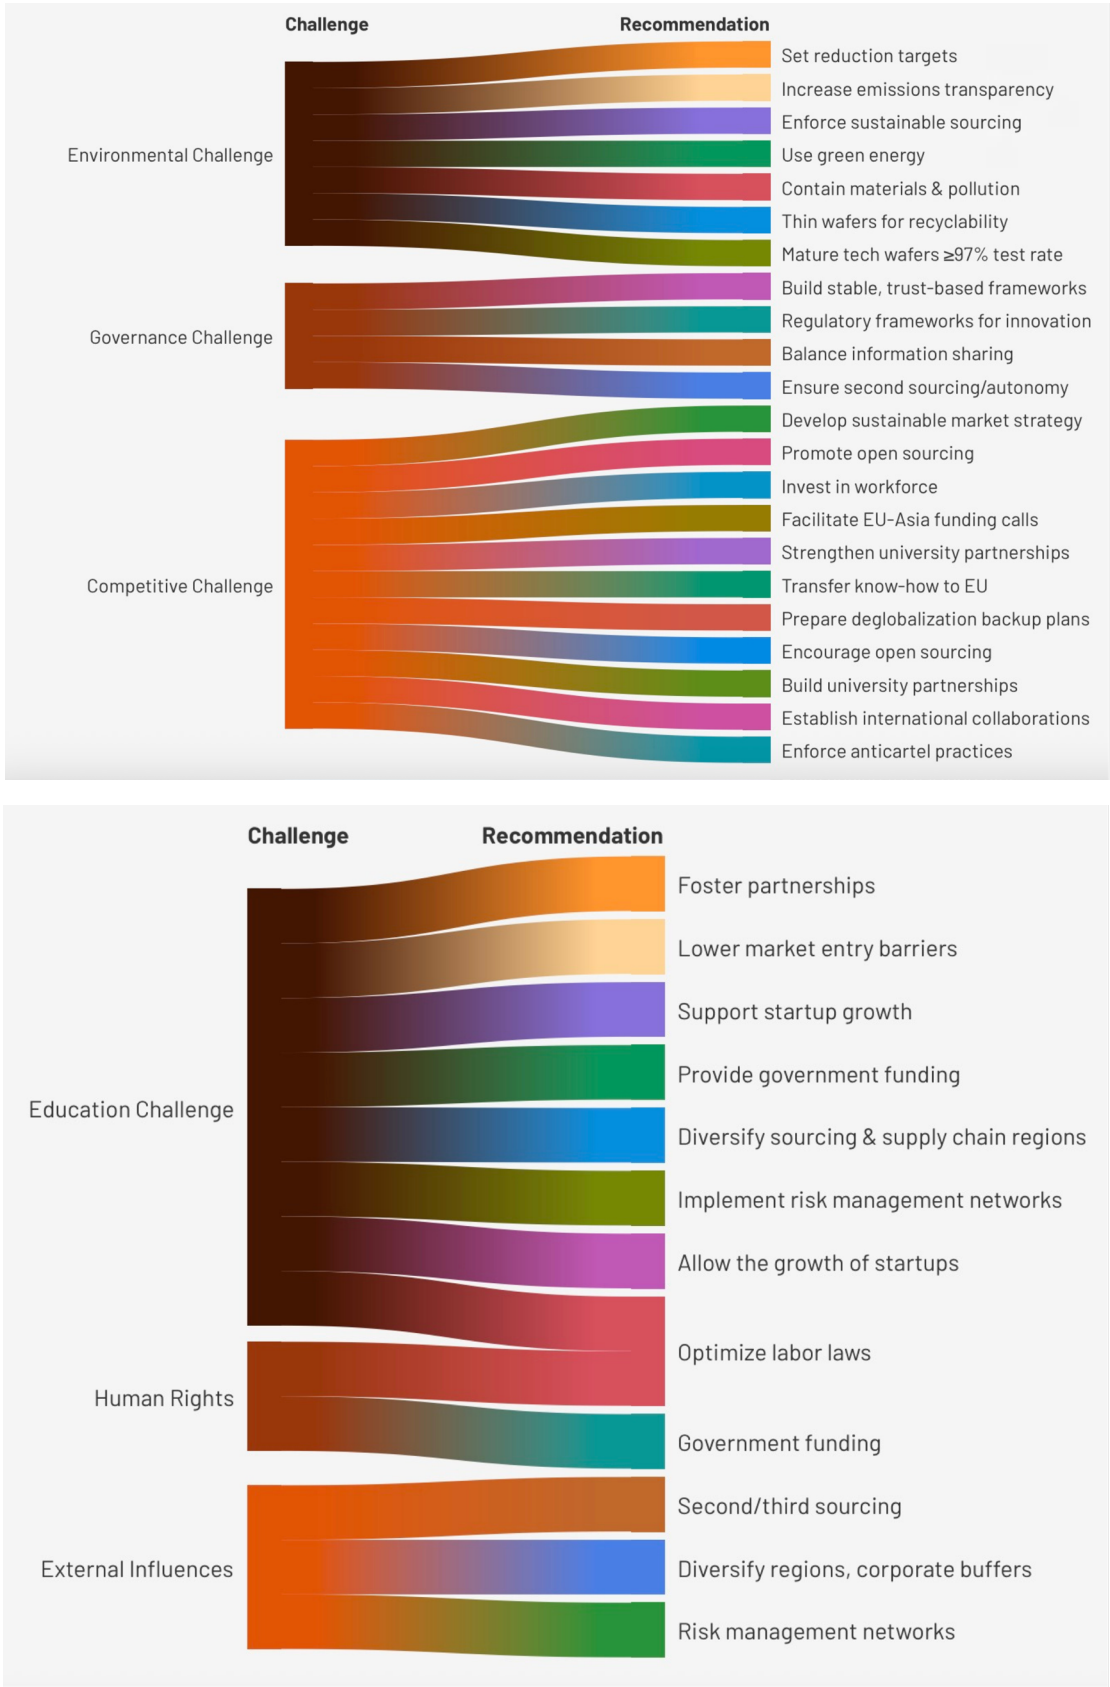 Challenge
Recommendation
Set reduction targets
Increase emissions transparency
Enforce sustainable sourcing
Environmental Challenge
Use green energy
Contain materials & pollution
Thin wafers for recyclability
Mature tech wafers ≥97% test rate
Build stable, trust-based frameworks
Regulatory frameworks for innovation
Governance Challenge
Balance information sharing
Ensure second sourcing/autonomy
Develop sustainable market strategy
Promote open sourcing
Invest in workforce
Facilitate EU-Asia funding calls
Strengthen university partnerships
Competitive Challenge
Transfer know-how to EU
Prepare deglobalization backup plans
Encourage open sourcing
Build university partnerships
Establish international collaborations
Enforce anticartel practices
Challenge
Recommendation
Foster partnerships
Lower market entry barriers
Support startup growth
Provide government funding
Education Challenge
Diversify sourcing & supply chain regions
Implement risk management networks
Allow the growth of startups
Optimize labor laws
Human Rights
Government funding
Second/third sourcing
External Influences
Diversify regions, corporate buffers
Risk management networks